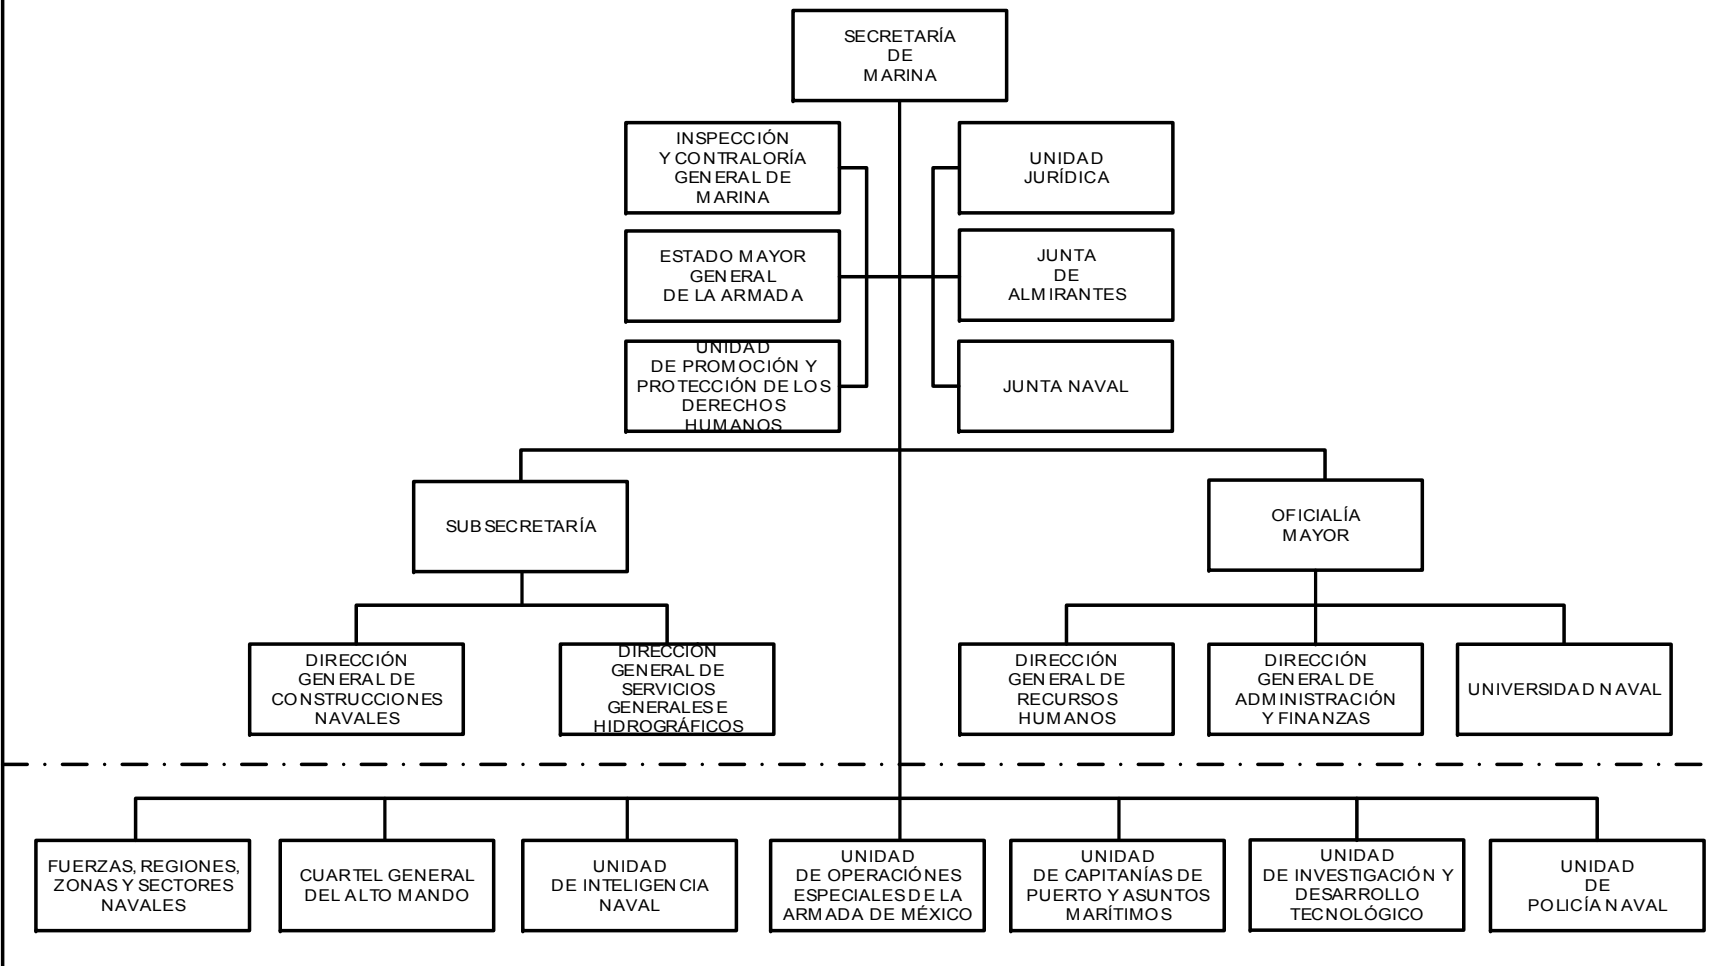 SECRETARÍA
DE
MARINA
INSPECCIÓN
Y CONTRALORÍA
GENERAL DE
MARINA
UNIDAD
JURÍDICA
ESTADO MAYOR
GENERAL
DE LA ARMADA
JUNTA
DE
ALMIRANTES
UNIDAD
DE PROMOCIÓN Y
PROTECCIÓN DE LOS
DERECHOS
HUMANOS
JUNTA NAVAL
SUBSECRETARÍA
OFICIALÍA
MAYOR
DIRECCIÓN
GENERAL DE
CONSTRUCCIONES
NAVALES
DIRECCIÓN
GENERAL DE
SERVICIOS
GENERALES E
HIDROGRÁFICOS
DIRECCIÓN
GENERAL DE
RECURSOS
HUMANOS
DIRECCIÓN
GENERAL DE
ADMINISTRACIÓN
Y FINANZAS
UNIVERSIDAD NAVAL
FUERZAS, REGIONES,
ZONAS Y SECTORES
NAVALES
CUARTEL GENERAL
DEL ALTO MANDO
UNIDAD
DE INTELIGENCIA
NAVAL
UNIDAD
DE OPERACIÓNES
ESPECIALES DE LA
ARMADA DE MÉXICO
UNIDAD
DE CAPITANÍAS DE
PUERTO Y ASUNTOS
MARÍTIMOS
UNIDAD
DE INVESTIGACIÓN Y
DESARROLLO
TECNOLÓGICO
UNIDAD
DE
POLICÍA NAVAL